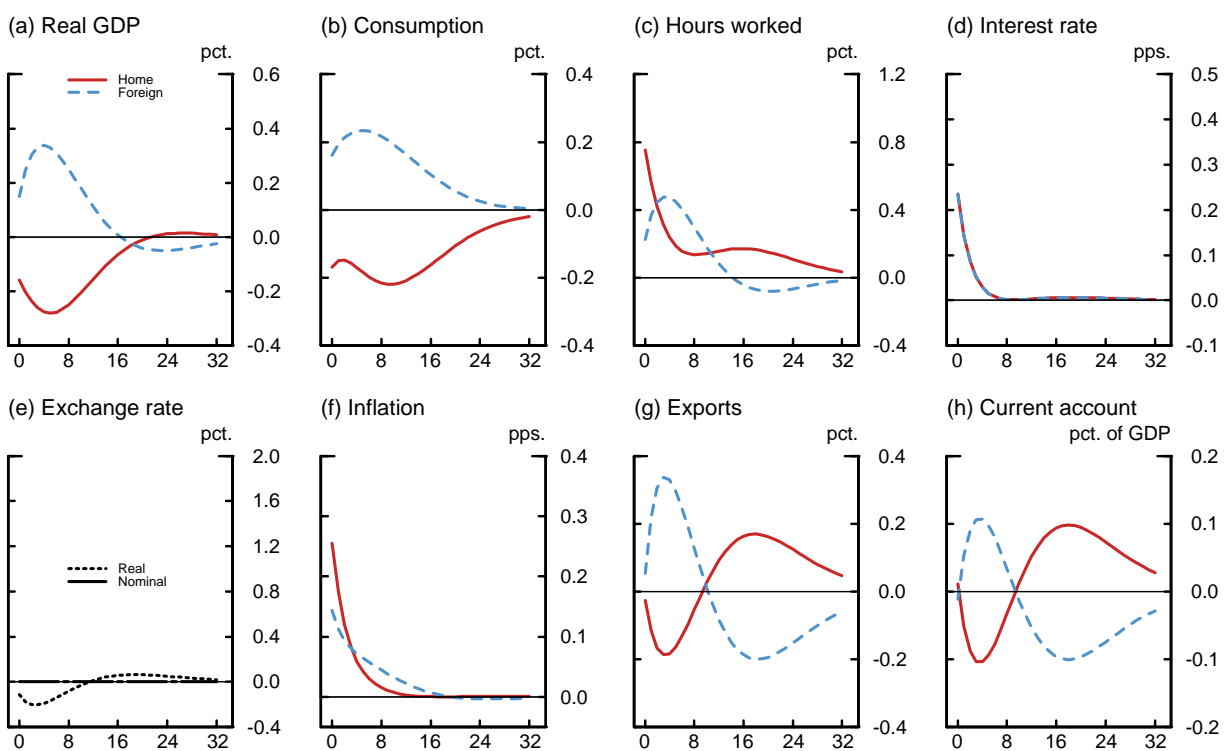 (a) Real GDP
pct.
Home
Foreign
0.6
0.4
0.2
0.0
-0.2
-0.4
0 8 16 24 32
(b) Consumption
pct.
0.4
0.2
0.0
-0.2
-0.4
0 8 16 24 32
(c) Hours worked
pct.
1.2
0.8
0.4
0.0
-0.4
0 8 16 24 32
(d) Interest rate
pps.
0.5
0.4
0.3
0.2
0.1
0.0
-0.1
0 8 16 24 32
(e) Exchange rate
pct.
2.0
1.6
1.2
0.8
0.4
0.0
-0.4
Real
Nominal
0 8 16 24 32
(f) Inflation
pps.
0.4
0.3
0.2
0.1
0.0
0 8 16 24 32
(g) Exports
pct.
0.4
0.2
0.0
-0.2
-0.4
0 8 16 24 32
(h) Current account
pct. of GDP
0.2
0.1
0.0
-0.1
-0.2
0 8 16 24 32